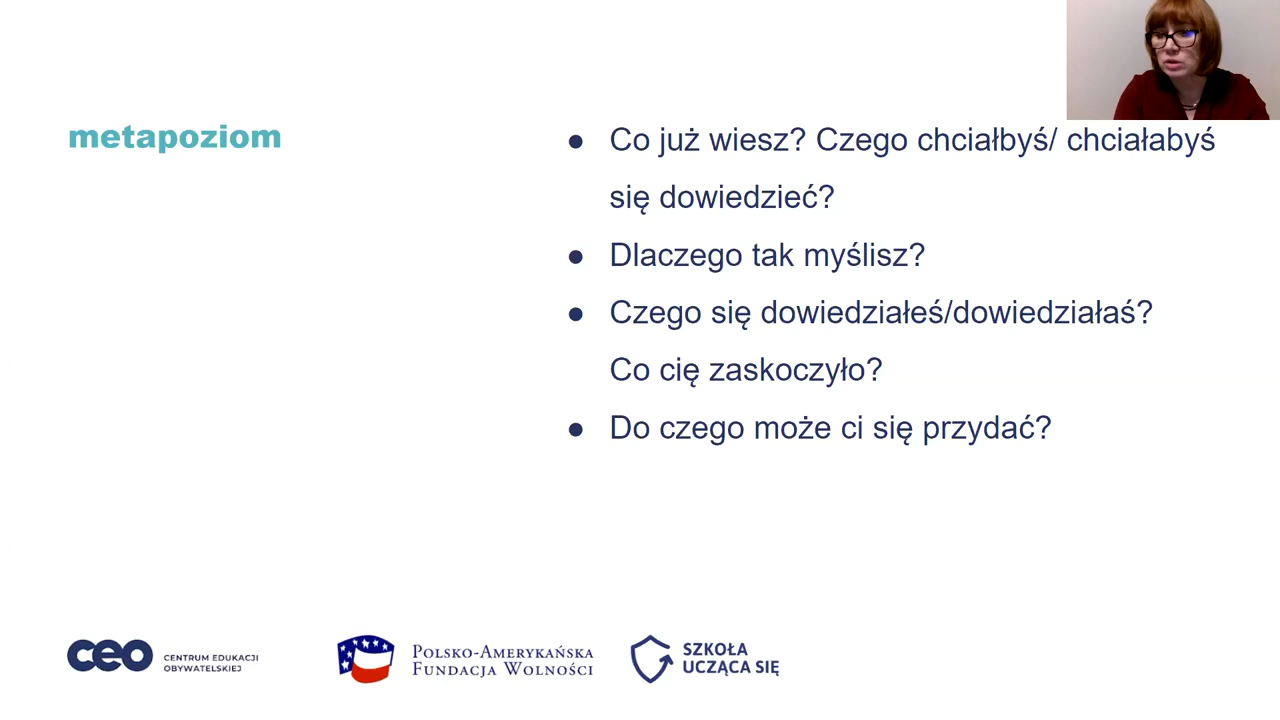 metapoziom
● Co już wiesz? Czego chciałbyś/ chciałabyś
się dowiedzieć?
● Dlaczego tak myślisz?
● Czego się dowiedziałeś/dowiedziałaś?
Co cię zaskoczyło?
● Do czego może ci się przydać?
ceo CENTRUM EDUKACJI
OBYWATELSKIEJ
POLSKO-AMERYKAŃSKA
FUNDACJA WOLNOŚCI
SZKOŁA
UCZĄCA SIĘ